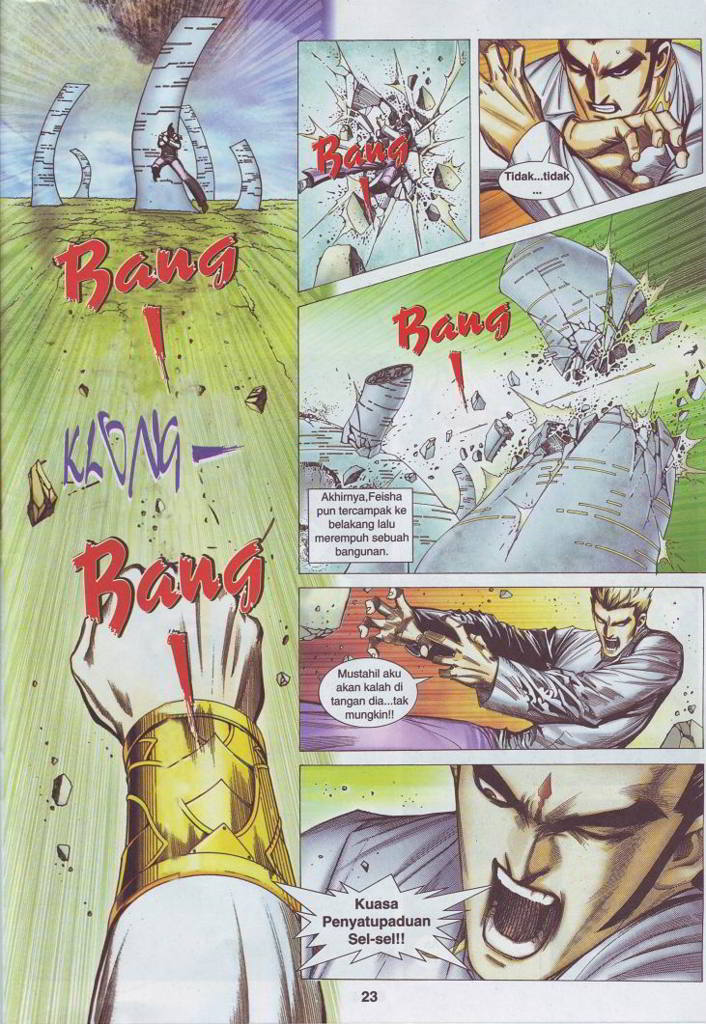 Bang
!
KLONG
Bang
!
Bang
!
Tidak...tidak
...
Bang
!
Akhirnya,Feisha
pun tercampak ke
belakang lalu
merempuh sebuah
bangunan.
Mustahil aku
akan kalah di
tangan dia...tak
mungkin!!
Kuasa
Penyatupaduan
Sel-sel!!
23